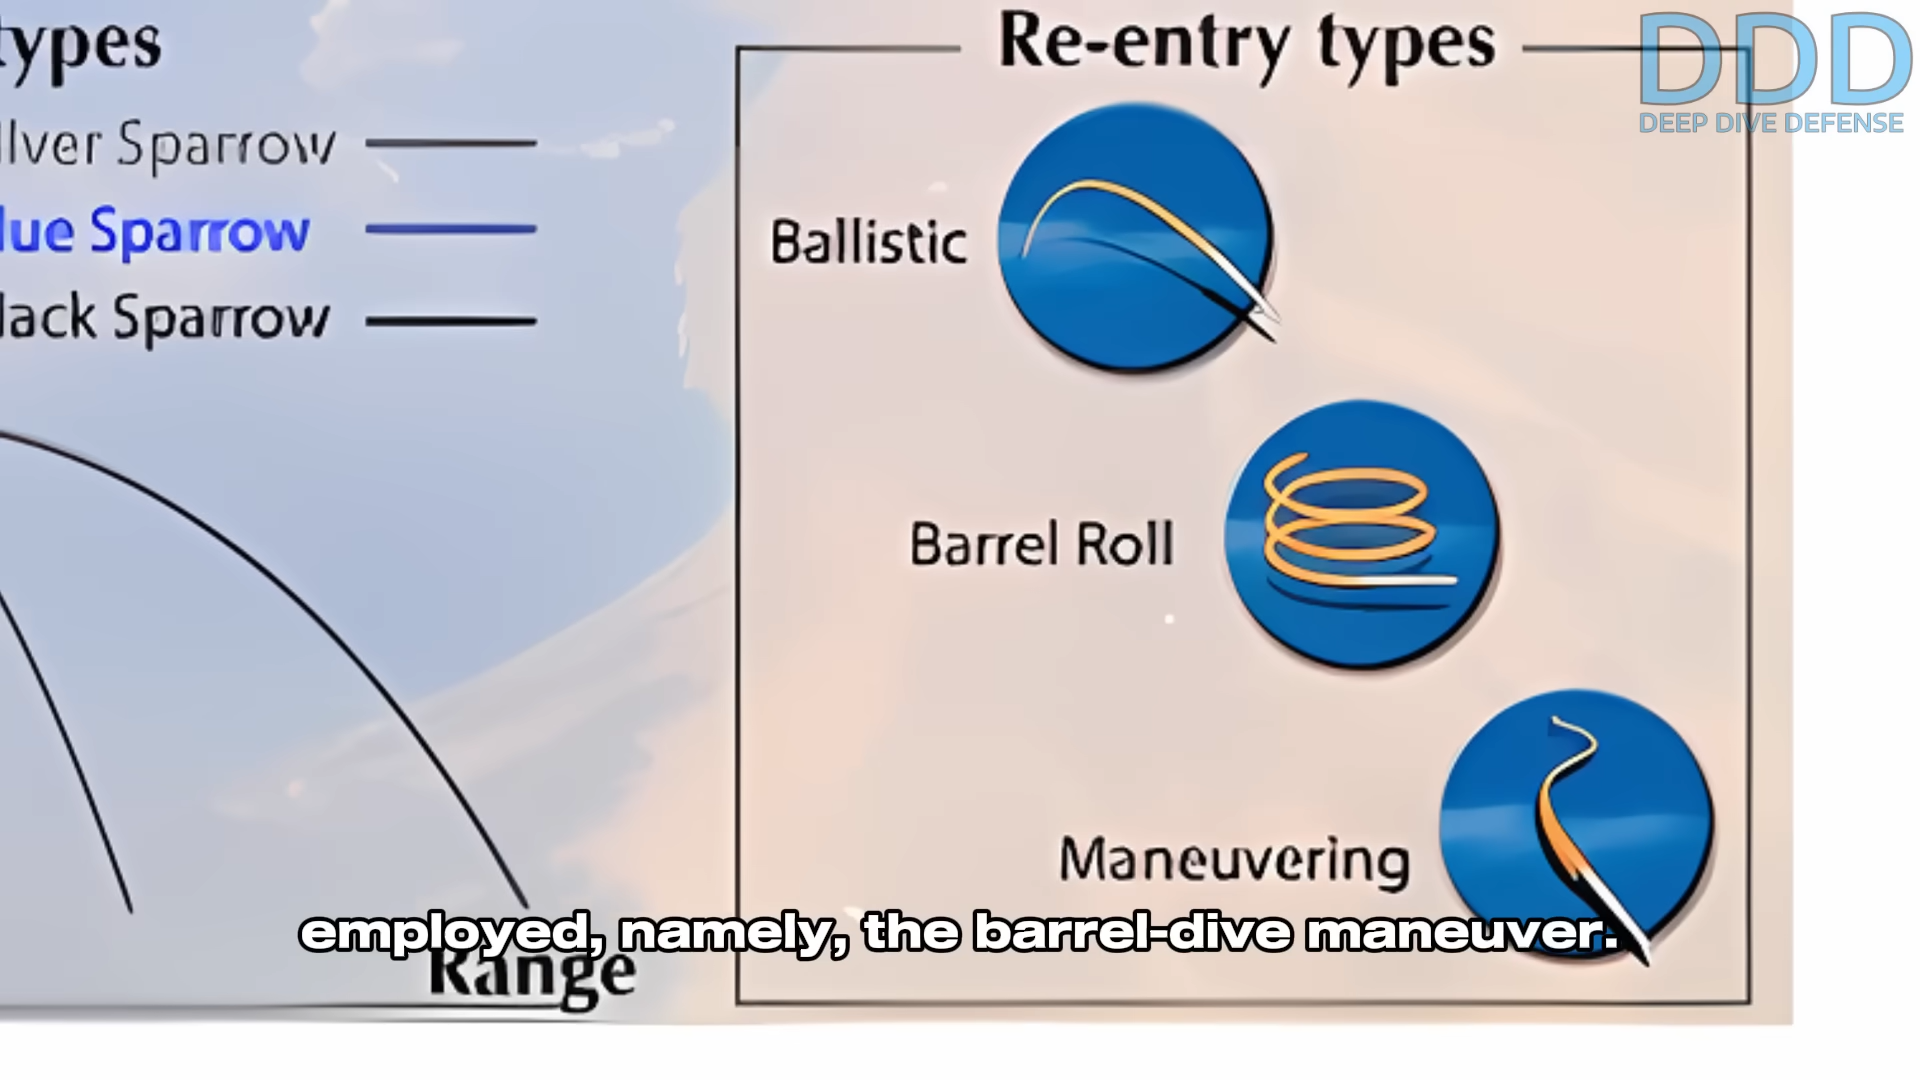 types
Re-entry types
DDD
DEEP DIVE DEFENSE
ilver Sparrow
lue Sparrow
lack Sparrow
Ballistic
Barrel Roll
Maneuvering
employed, namely, the barrel-dive maneuver.
Range